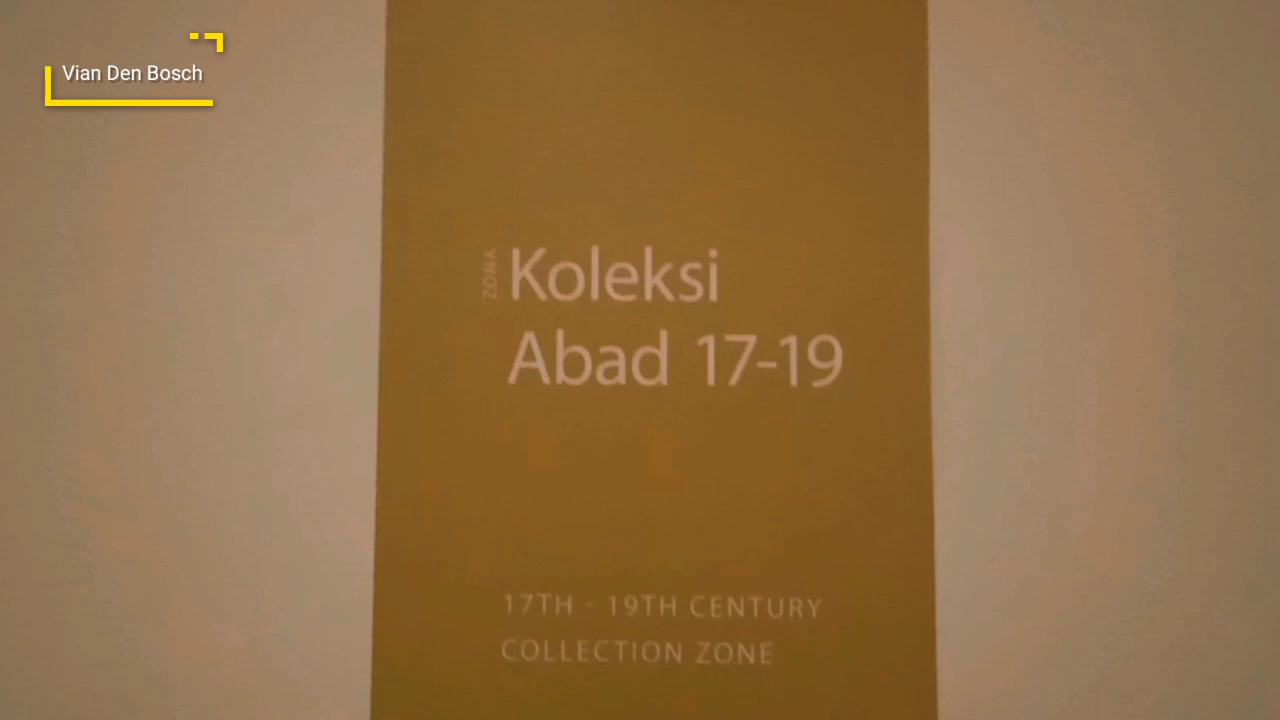 Vian Den Bosch
ZONA
Koleksi
Abad 17-19
17TH - 19TH CENTURY
COLLECTION ZONE